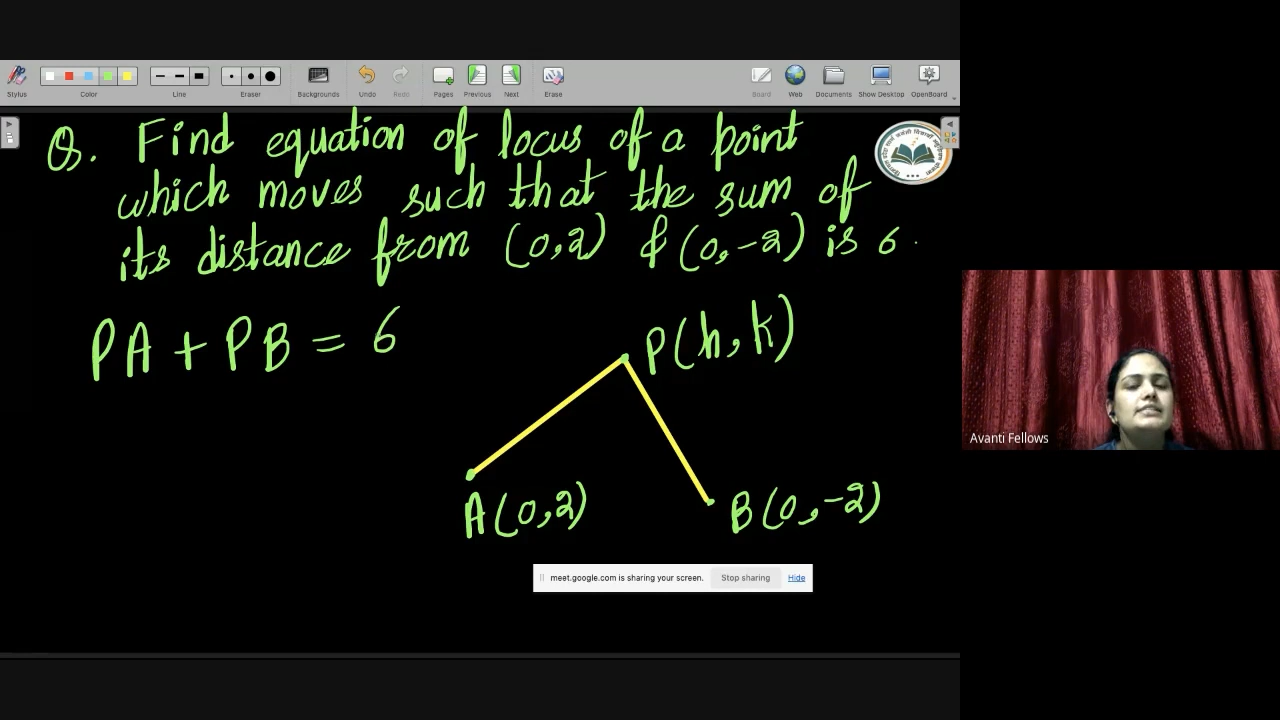 Stylus
Color
Line
Eraser
Backgrounds
Undo
Redo
Pages
Previous
Next
Erase
Board
Web
Documents
Show Desktop
OpenBoard
Q. Find equation of locus of a point
which moves such that the sum of
its distance from (0,2) & (0,-2) is 6.
PA + PB = 6
P(h, k)
A(0,2)
B(0,-2)
Avanti Fellows
meet.google.com is sharing your screen.
Stop sharing
Hide